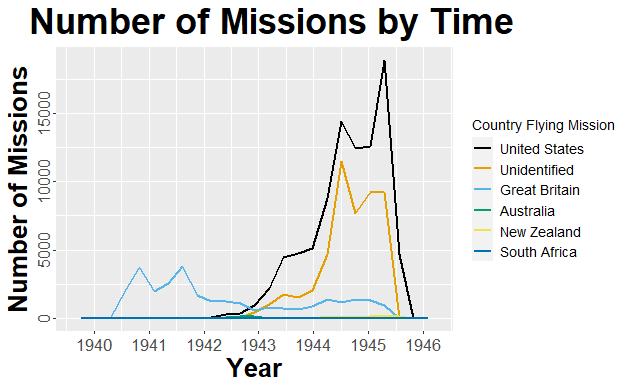 Number of Missions by Time
Number of Missions
15000
10000
5000
0
1940 1941 1942 1943 1944 1945 1946
Year
Country Flying Mission
United States
Unidentified
Great Britain
Australia
New Zealand
South Africa